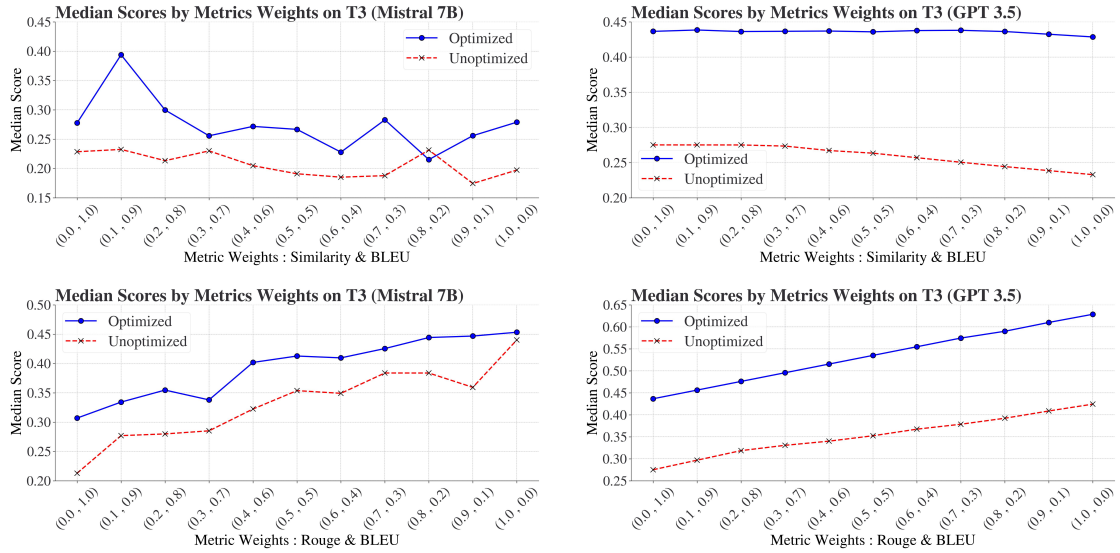 Median Scores by Metrics Weights on T3 (Mistral 7B)
Median Score
0.45
0.40
0.35
0.30
0.25
0.20
0.15
Optimized
Unoptimized
(0.0 , 1.0)
(0.1 , 0.9)
(0.2 , 0.8)
(0.3 , 0.7)
(0.4 , 0.6)
(0.5 , 0.5)
(0.6 , 0.4)
(0.7 , 0.3)
(0.8 , 0.2)
(0.9 , 0.1)
(1.0 , 0.0)
Metric Weights : Similarity & BLEU
Median Scores by Metrics Weights on T3 (GPT 3.5)
Median Score
0.45
0.40
0.35
0.30
0.25
0.20
Optimized
Unoptimized
(0.0 , 1.0)
(0.1 , 0.9)
(0.2 , 0.8)
(0.3 , 0.7)
(0.4 , 0.6)
(0.5 , 0.5)
(0.6 , 0.4)
(0.7 , 0.3)
(0.8 , 0.2)
(0.9 , 0.1)
(1.0 , 0.0)
Metric Weights : Similarity & BLEU
Median Scores by Metrics Weights on T3 (Mistral 7B)
Median Score
0.50
0.45
0.40
0.35
0.30
0.25
0.20
Optimized
Unoptimized
(0.0 , 1.0)
(0.1 , 0.9)
(0.2 , 0.8)
(0.3 , 0.7)
(0.4 , 0.6)
(0.5 , 0.5)
(0.6 , 0.4)
(0.7 , 0.3)
(0.8 , 0.2)
(0.9 , 0.1)
(1.0 , 0.0)
Metric Weights : Rouge & BLEU
Median Scores by Metrics Weights on T3 (GPT 3.5)
Median Score
0.65
0.60
0.55
0.50
0.45
0.40
0.35
0.30
0.25
Optimized
Unoptimized
(0.0 , 1.0)
(0.1 , 0.9)
(0.2 , 0.8)
(0.3 , 0.7)
(0.4 , 0.6)
(0.5 , 0.5)
(0.6 , 0.4)
(0.7 , 0.3)
(0.8 , 0.2)
(0.9 , 0.1)
(1.0 , 0.0)
Metric Weights : Rouge & BLEU